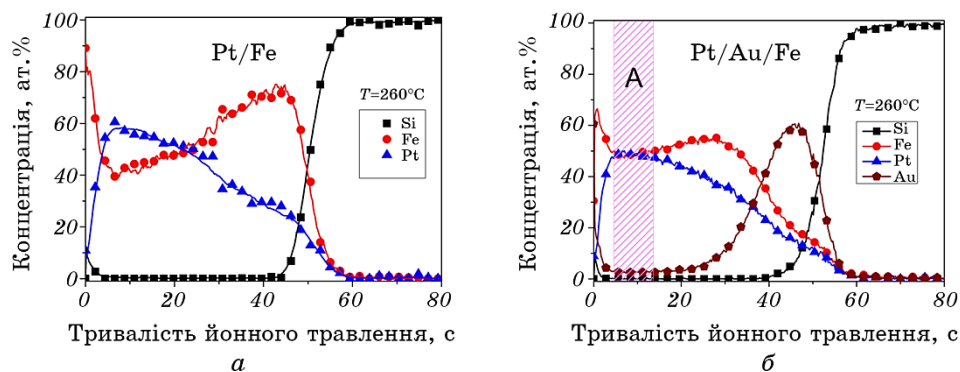 Концентрація, ат.%
100
80
60
40
20
0
Pt/Fe
T=260°C
Si
Fe
Pt
0 20 40 60 80
Тривалість йонного травлення, с
а
Концентрація, ат.%
100
80
60
40
20
0
A
Pt/Au/Fe
T=260°C
Si
Fe
Pt
Au
0 20 40 60 80
Тривалість йонного травлення, с
б